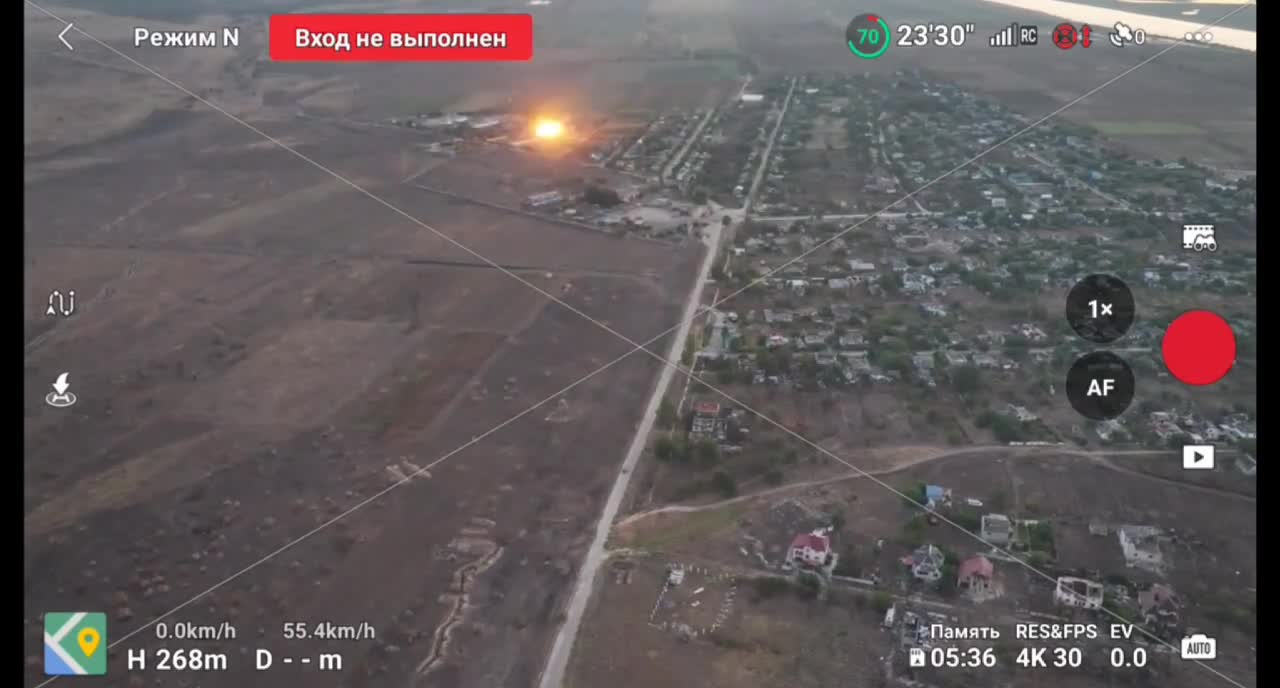 Режим N
Вход не выполнен
70
23'30"
RC
0
1×
AF
0.0km/h 55.4km/h
H 268m D - - m
Память RES&FPS EV
05:36 4K 30 0.0
AUTO